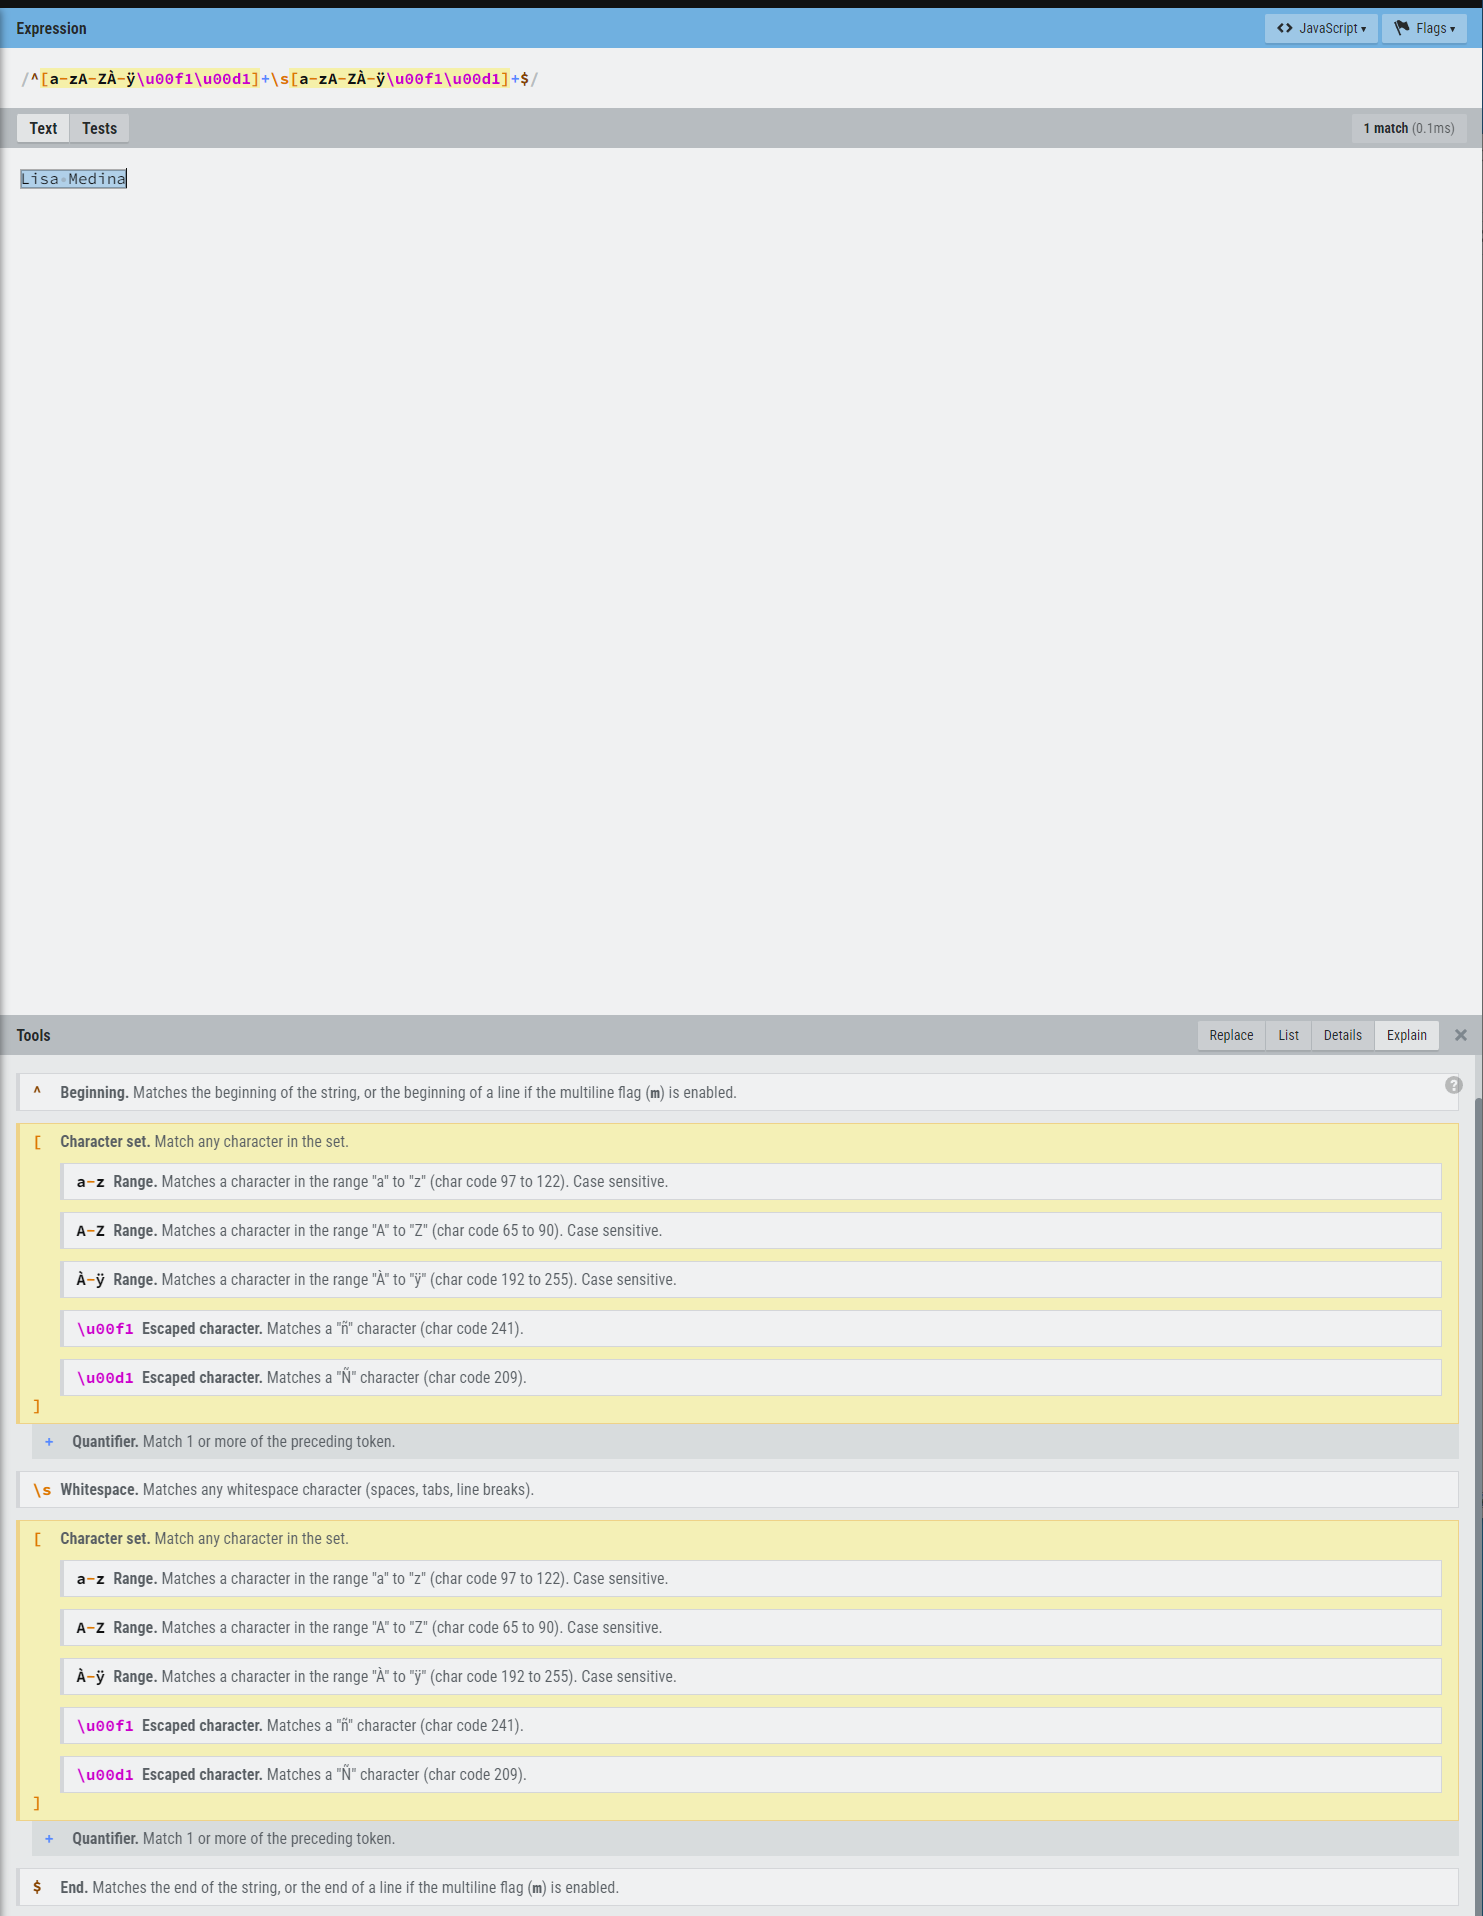 Expression
<> JavaScript ▾
Flags ▾
/^[a-zA-ZÀ-ÿ\u00f1\u00d1]+\s[a-zA-ZÀ-ÿ\u00f1\u00d1]+$/
Text Tests
1 match (0.1ms)
Lisa Medina
Tools
Replace List Details Explain
?
^ Beginning. Matches the beginning of the string, or the beginning of a line if the multiline flag (m) is enabled.
[ Character set. Match any character in the set.
a-z Range. Matches a character in the range "a" to "z" (char code 97 to 122). Case sensitive.
A-Z Range. Matches a character in the range "A" to "Z" (char code 65 to 90). Case sensitive.
À-ÿ Range. Matches a character in the range "À" to "ÿ" (char code 192 to 255). Case sensitive.
\u00f1 Escaped character. Matches a "ñ" character (char code 241).
\u00d1 Escaped character. Matches a "Ñ" character (char code 209).
]
+ Quantifier. Match 1 or more of the preceding token.
\s Whitespace. Matches any whitespace character (spaces, tabs, line breaks).
[ Character set. Match any character in the set.
a-z Range. Matches a character in the range "a" to "z" (char code 97 to 122). Case sensitive.
A-Z Range. Matches a character in the range "A" to "Z" (char code 65 to 90). Case sensitive.
À-ÿ Range. Matches a character in the range "À" to "ÿ" (char code 192 to 255). Case sensitive.
\u00f1 Escaped character. Matches a "ñ" character (char code 241).
\u00d1 Escaped character. Matches a "Ñ" character (char code 209).
]
+ Quantifier. Match 1 or more of the preceding token.
$ End. Matches the end of the string, or the end of a line if the multiline flag (m) is enabled.